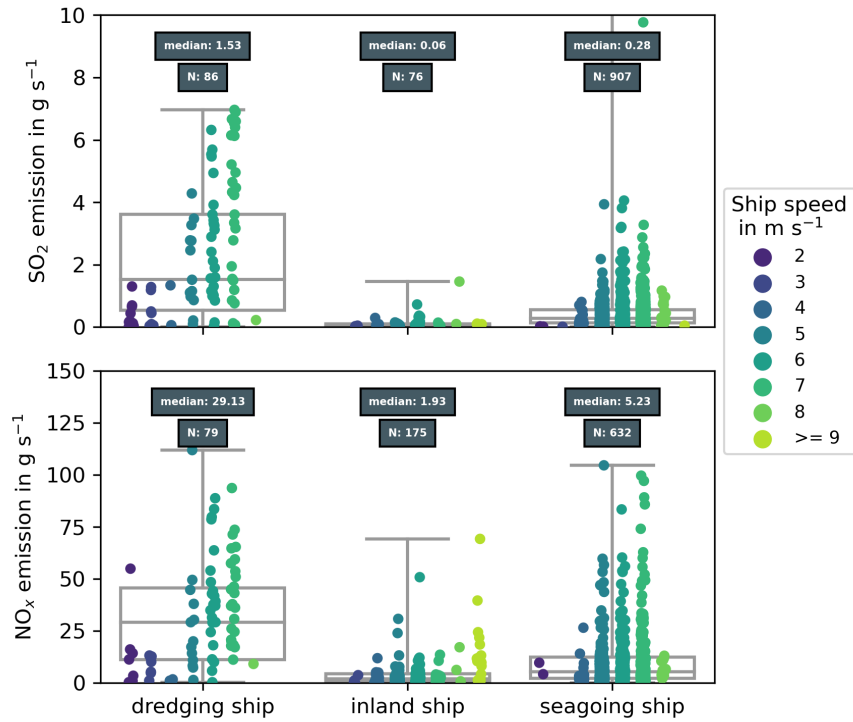 SO₂ emission in g s⁻¹
10
8
6
4
2
0
median: 1.53
N: 86
median: 0.06
N: 76
median: 0.28
N: 907
NOₓ emission in g s⁻¹
150
125
100
75
50
25
0
median: 29.13
N: 79
median: 1.93
N: 175
median: 5.23
N: 632
dredging ship
inland ship
seagoing ship
Ship speed
in m s⁻¹
2
3
4
5
6
7
8
>= 9